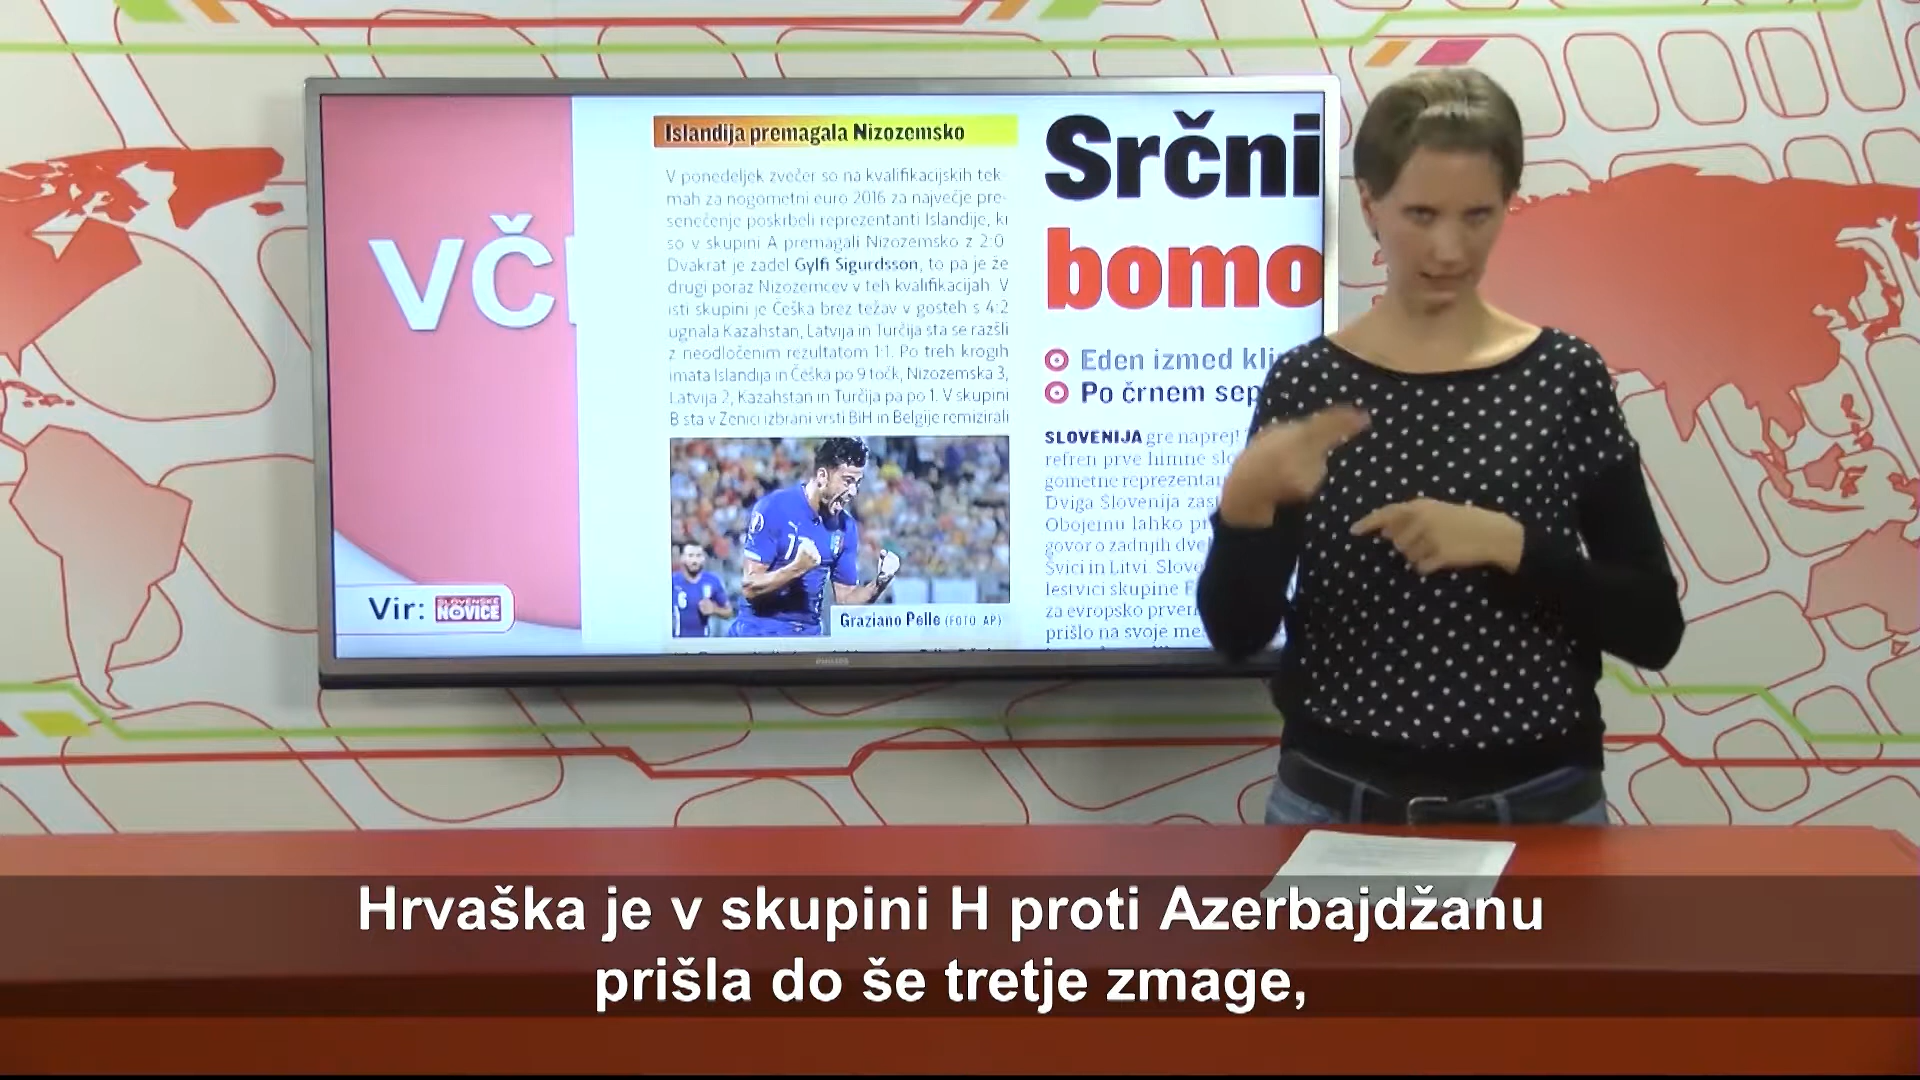 VČ
Vir: SLOVENSKE NOVICE
Islandija premagala Nizozemsko
V ponedeljek zvečer so na kvalifikacijskih tek-
mah za nogometni euro 2016 za največje pre-
senečenje poskrbeli reprezentanti Islandije, ki
so v skupini A premagali Nizozemsko z 2:0.
Dvakrat je zadel Gylfi Sigurdsson, to pa je že
drugi poraz Nizozemcev v teh kvalifikacijah. V
isti skupini je Češka brez težav v gosteh s 4:2
ugnala Kazahstan, Latvija in Turčija sta se razšli
z neodločenim rezultatom 1:1. Po treh krogih
imata Islandija in Češka po 9 točk, Nizozemska 3,
Latvija 2, Kazahstan in Turčija pa po 1. V skupini
B sta v Zenici izbrani vrsti BiH in Belgije remizirali
Graziano Pelle (FOTO: AP)
PHILIPS
Srčni
bomo
Eden izmed kli
Po črnem sep
SLOVENIJA gre naprej!
refren prve himne slo
gometne reprezentan
Dviga Slovenija zas
Obojemu lahko pr
govor o zadnjih dve
Švici in Litvi. Slove
lestvici skupine E
za evropsko prven
prišlo na svoje me
Hrvaška je v skupini H proti Azerbajdžanu
prišla do še tretje zmage,